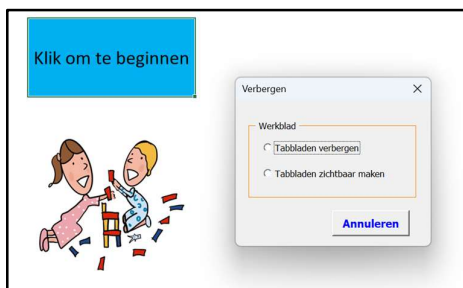 Klik om te beginnen
Verbergen
Werkblad
Tabbladen verbergen
Tabbladen zichtbaar maken
Annuleren